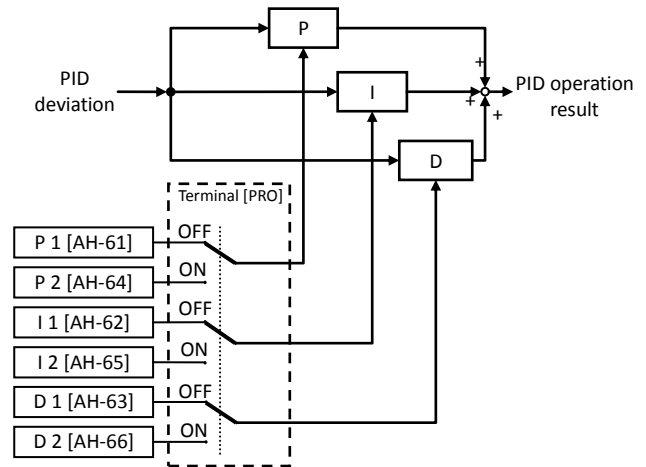 P
+
PID
deviation
I
+
+
PID operation
result
D
Terminal [PRO]
P 1 [AH-61]
OFF
P 2 [AH-64]
ON
I 1 [AH-62]
OFF
I 2 [AH-65]
ON
D 1 [AH-63]
OFF
D 2 [AH-66]
ON